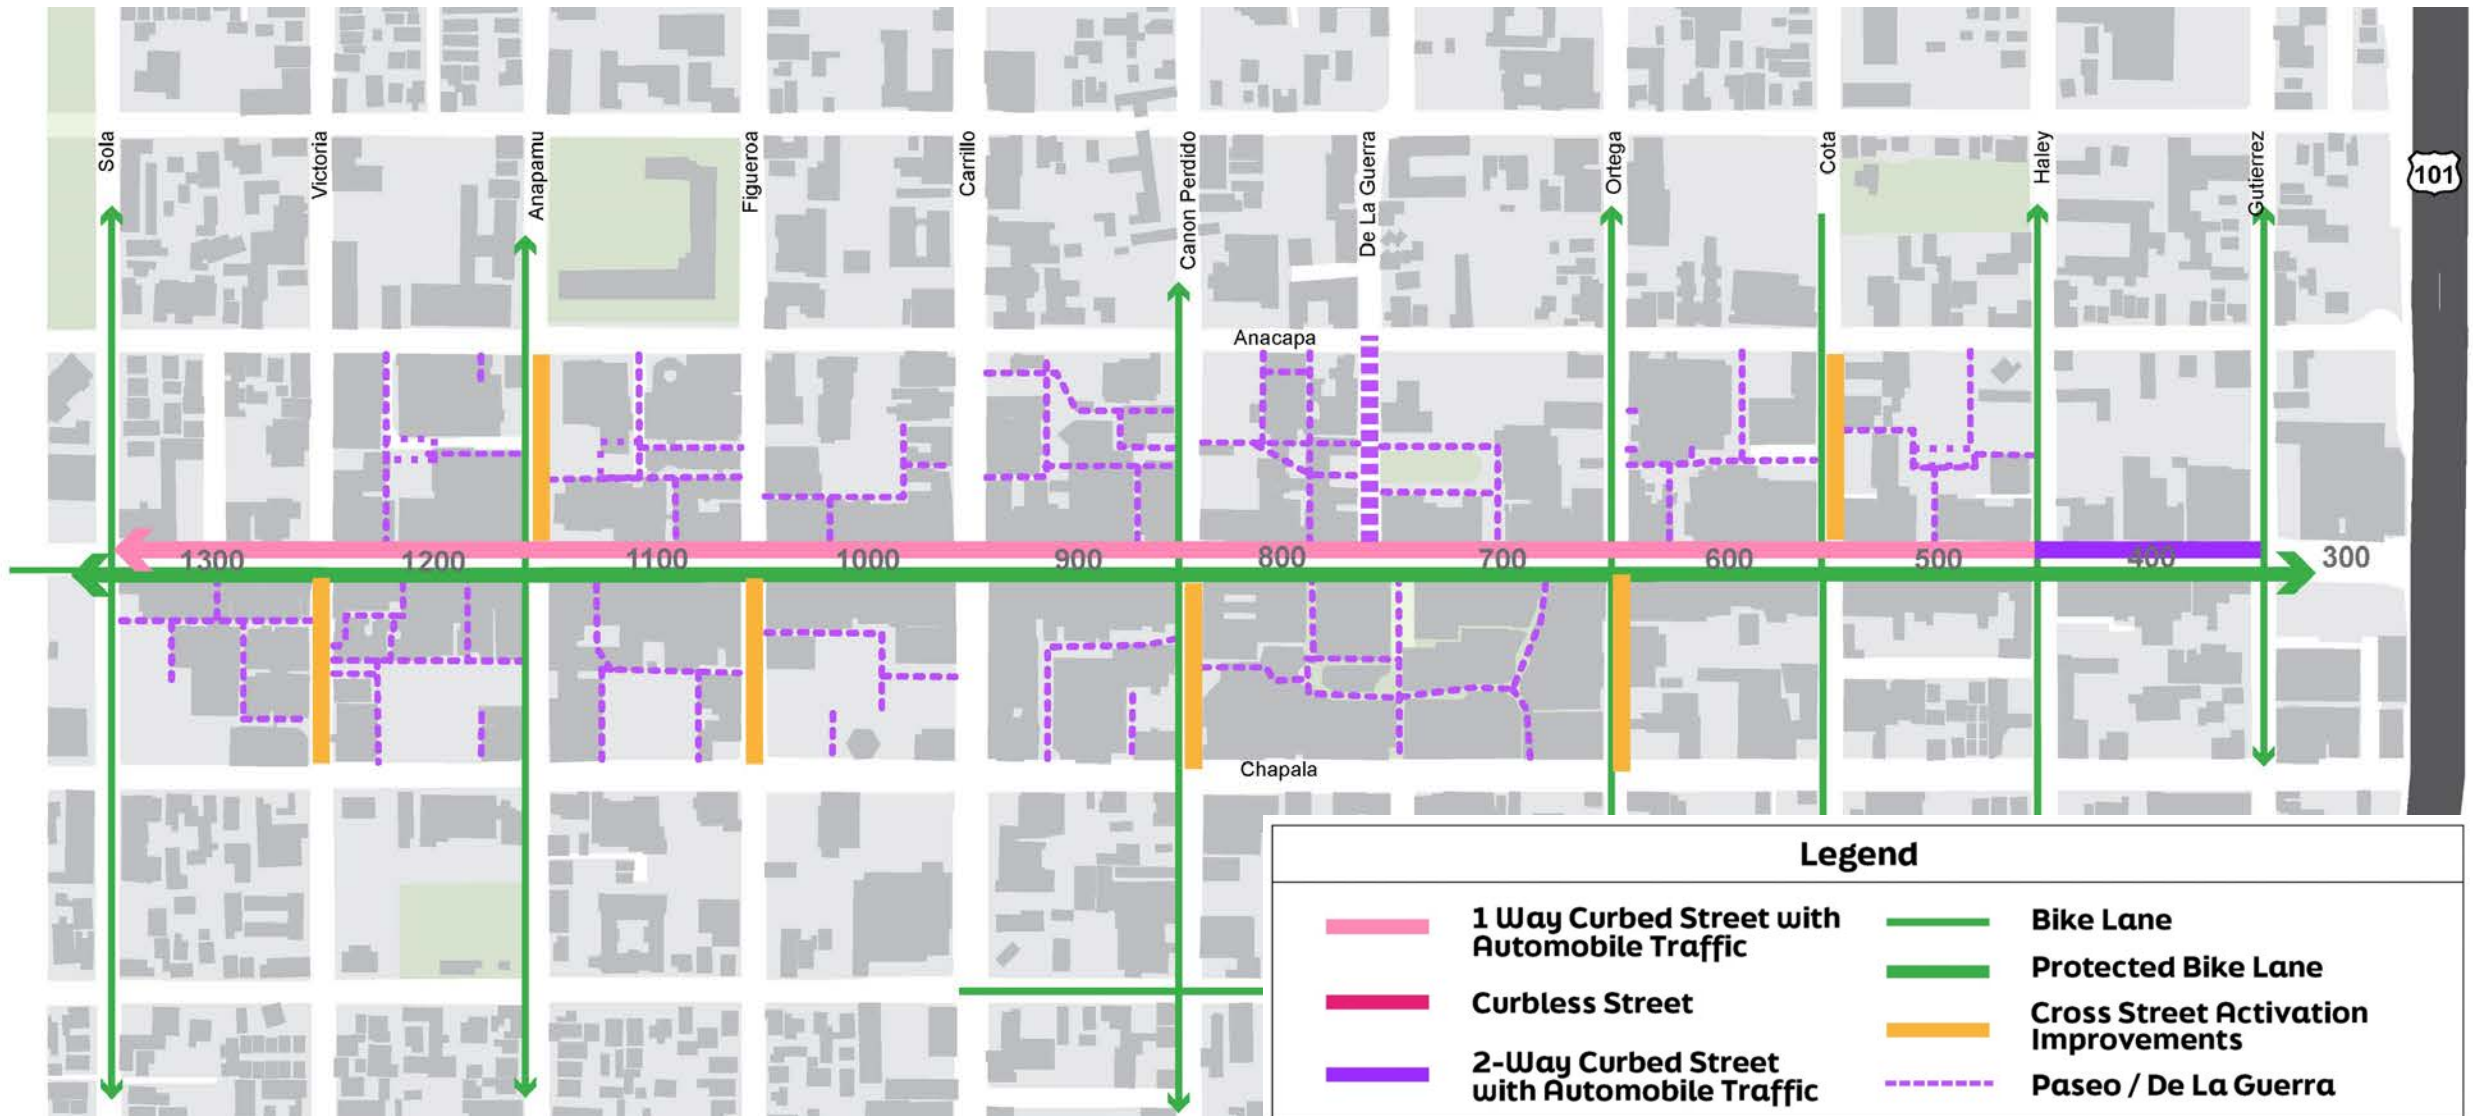 Sola
Victoria
Anapamu
Figueroa
Carrillo
Canon Perdido
De La Guerra
Ortega
Cota
Haley
Gutierrez
101
Anacapa
1300
1200
1100
1000
900
800
700
600
500
400
300
Chapala
Legend
1 Way Curbed Street with
Automobile Traffic
Curbless Street
2-Way Curbed Street
with Automobile Traffic
Bike Lane
Protected Bike Lane
Cross Street Activation
Improvements
Paseo / De La Guerra